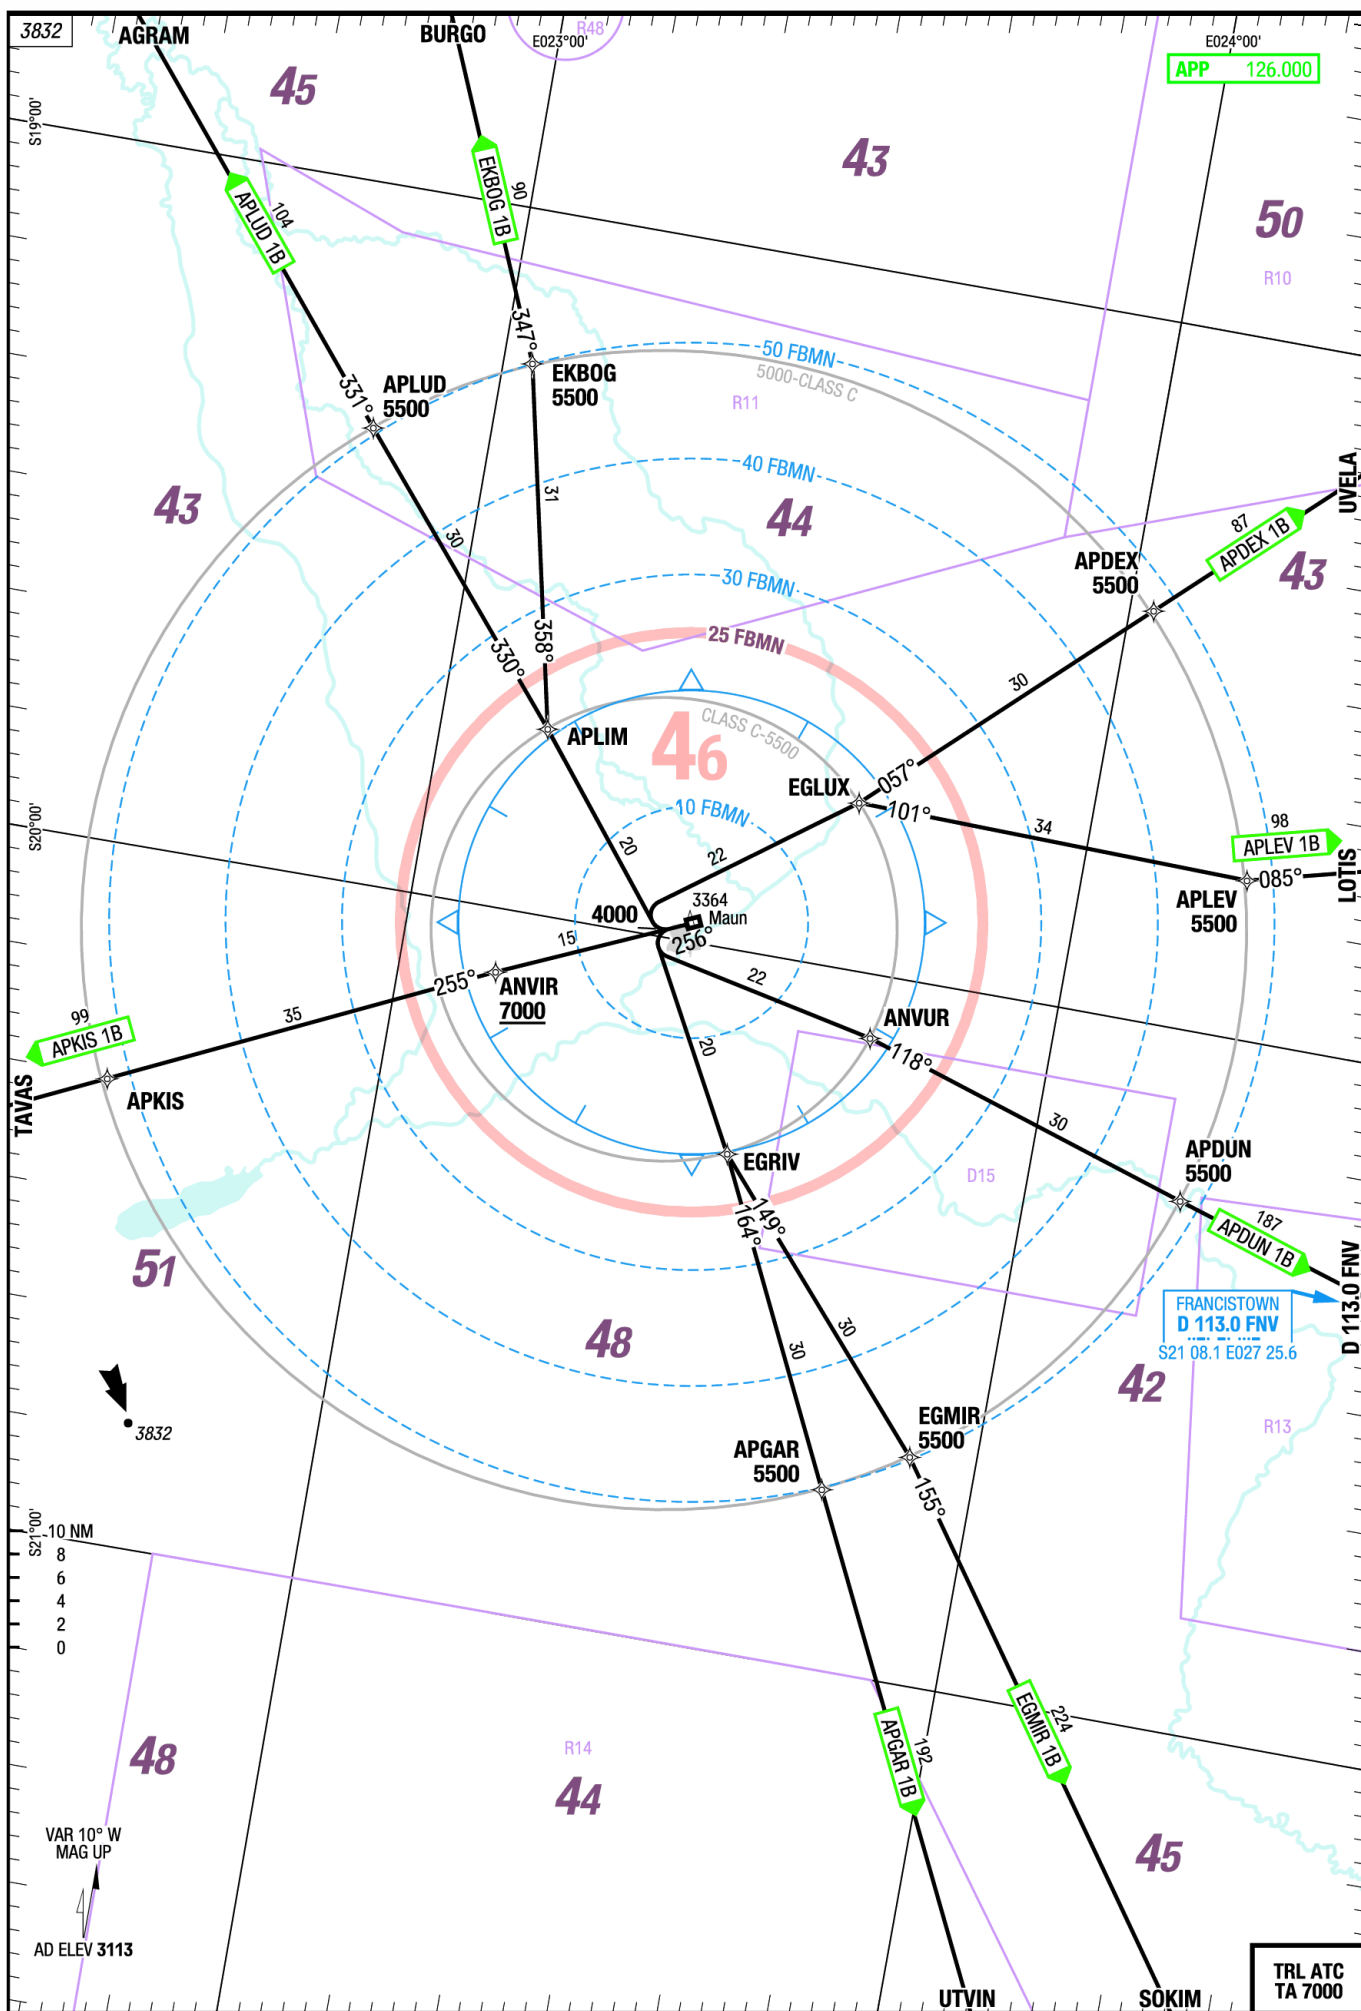 3832
AGRAM
BURGO
R48
E023°00'
E024°00'
APP 126.000
45
S19°00'
43
EKBOG 1B
90
APLUD 1B
104
50
R10
347°
50 FBMN
5000-CLASS C
EKBOG
5500
APLUD
5500
331°
R11
40 FBMN
UVELA
31
43
44
87
APDEX 1B
30
APDEX
5500
43
30 FBMN
358°
25 FBMN
330°
30
CLASS C-5500
APLIM
46
057°
EGLUX
101°
10 FBMN
S20°00'
34
98
APLEV 1B
LOTIS
20
22
085°
3364
APLEV
5500
4000
Maun
256°
15
22
255°
ANVIR
7000
35
99
APKIS 1B
ANVUR
118°
20
TAVAS
APKIS
30
APDUN
5500
EGRIV
D15
149°
164°
187
APDUN 1B
D 113.0 FNV
51
FRANCISTOWN
D 113.0 FNV
S21 08.1 E027 25.6
48
30
30
42
3832
EGMIR
5500
R13
APGAR
5500
155°
S21°00'
10 NM
8
6
4
2
0
EGMIR 1B
224
APGAR 1B
192
48
R14
44
VAR 10° W
MAG UP
45
AD ELEV 3113
TRL ATC
TA 7000
UTVIN
SOKIM